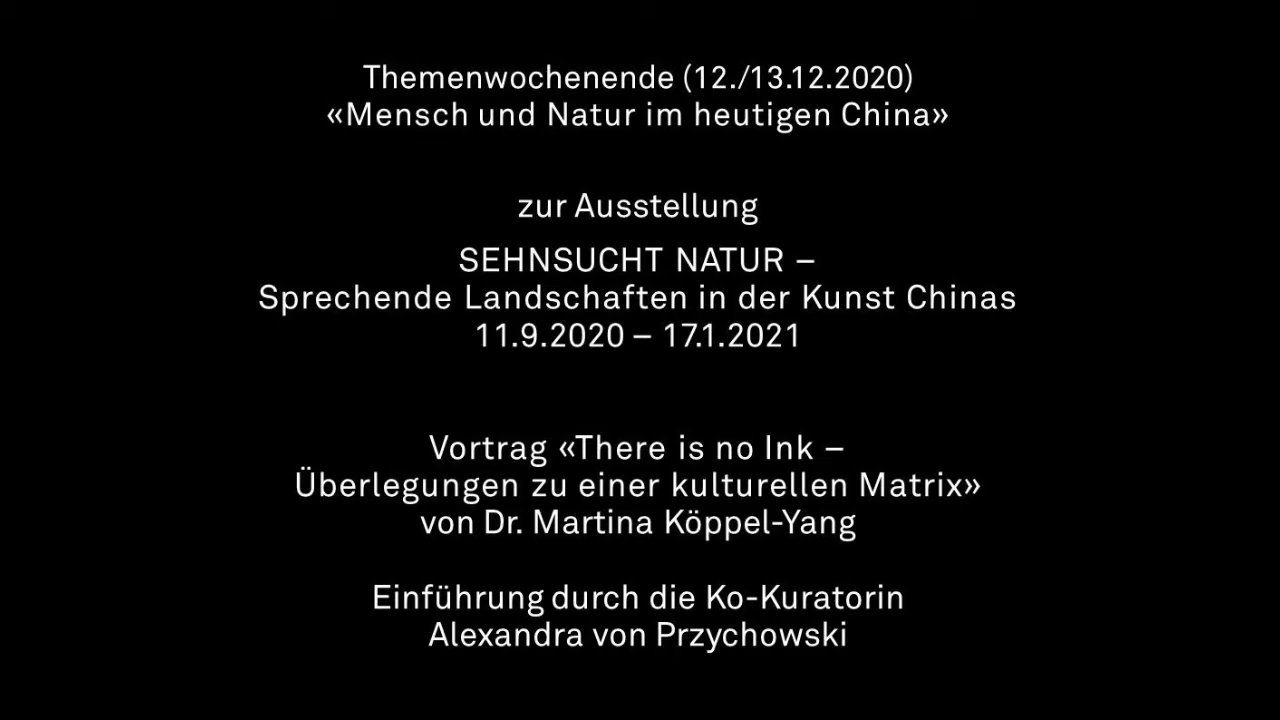 Themenwochenende (12./13.12.2020)
«Mensch und Natur im heutigen China»
zur Ausstellung
SEHNSUCHT NATUR –
Sprechende Landschaften in der Kunst Chinas
11.9.2020 – 17.1.2021
Vortrag «There is no Ink –
Überlegungen zu einer kulturellen Matrix»
von Dr. Martina Köppel-Yang
Einführung durch die Ko-Kuratorin
Alexandra von Przychowski